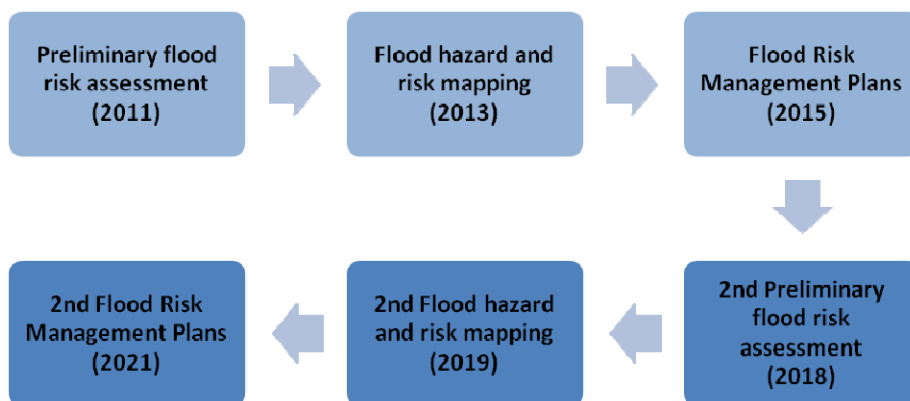 Preliminary flood
risk assessment
(2011)
Flood hazard and
risk mapping
(2013)
Flood Risk
Management Plans
(2015)
2nd Preliminary
flood risk
assessment
(2018)
2nd Flood hazard
and risk mapping
(2019)
2nd Flood Risk
Management Plans
(2021)